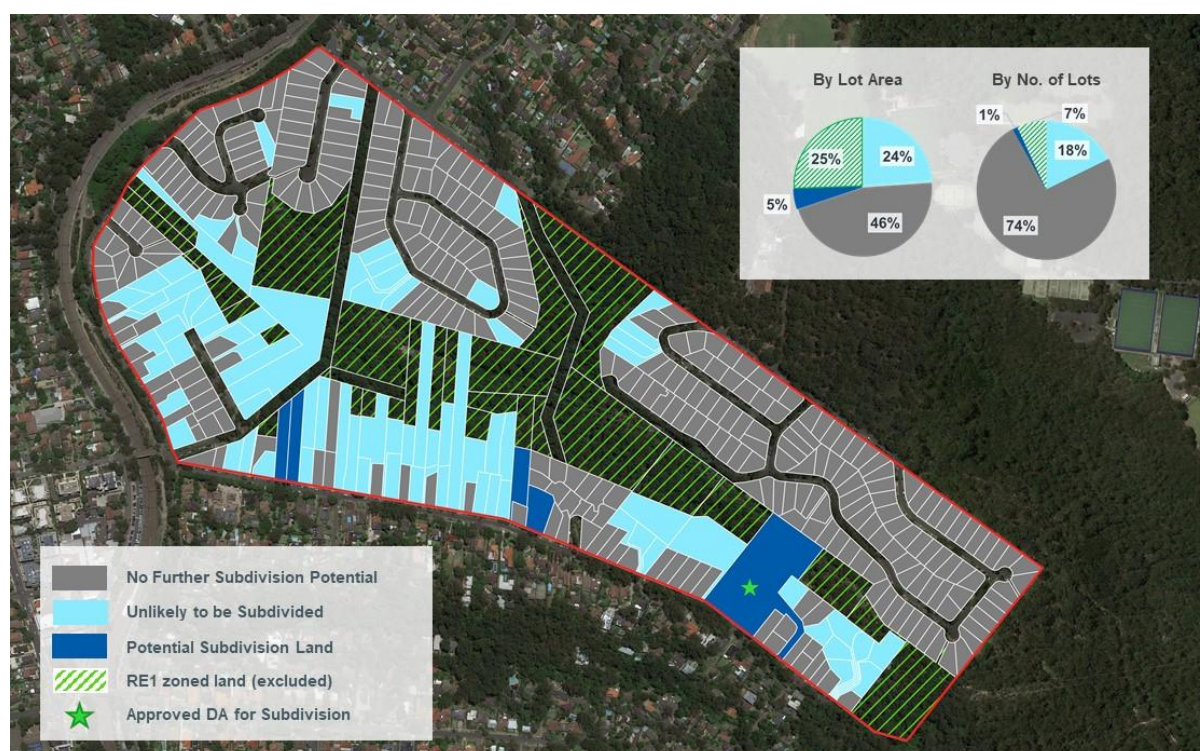 By Lot Area
By No. of Lots
25%
24%
5%
46%
1%
7%
18%
74%
No Further Subdivision Potential
Unlikely to be Subdivided
Potential Subdivision Land
RE1 zoned land (excluded)
Approved DA for Subdivision